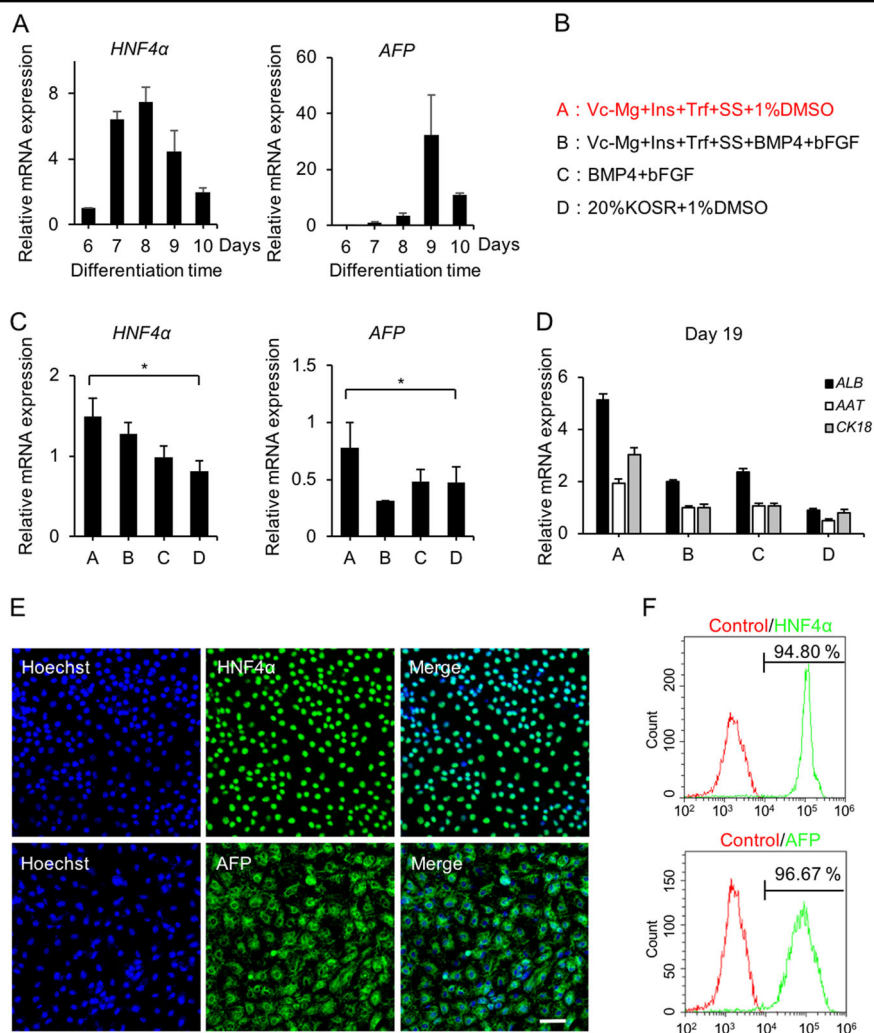 A
HNF4α
Relative mRNA expression
8
4
0
6 7 8 9 10 Days
Differentiation time
AFP
Relative mRNA expression
60
40
20
0
6 7 8 9 10 Days
Differentiation time
B
A : Vc-Mg+Ins+Trf+SS+1%DMSO
B : Vc-Mg+Ins+Trf+SS+BMP4+bFGF
C : BMP4+bFGF
D : 20%KOSR+1%DMSO
C
HNF4α
Relative mRNA expression
2
1
0
*
A B C D
AFP
Relative mRNA expression
1.5
1
0.5
0
*
A B C D
D
Day 19
Relative mRNA expression
6
4
2
0
ALB
AAT
CK18
A B C D
E
Hoechst
HNF4α
Merge
Hoechst
AFP
Merge
F
Control/HNF4α
94.80 %
Count
200
100
0
10² 10³ 10⁴ 10⁵ 10⁶
Control/AFP
96.67 %
Count
150
100
50
0
10² 10³ 10⁴ 10⁵ 10⁶